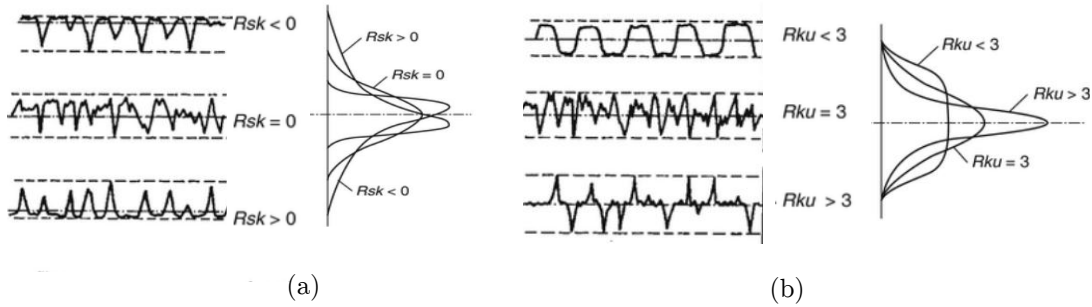 Rsk < 0
Rsk = 0
Rsk > 0
Rsk > 0
Rsk = 0
Rsk < 0
(a)
Rku < 3
Rku = 3
Rku > 3
Rku < 3
Rku > 3
Rku = 3
(b)